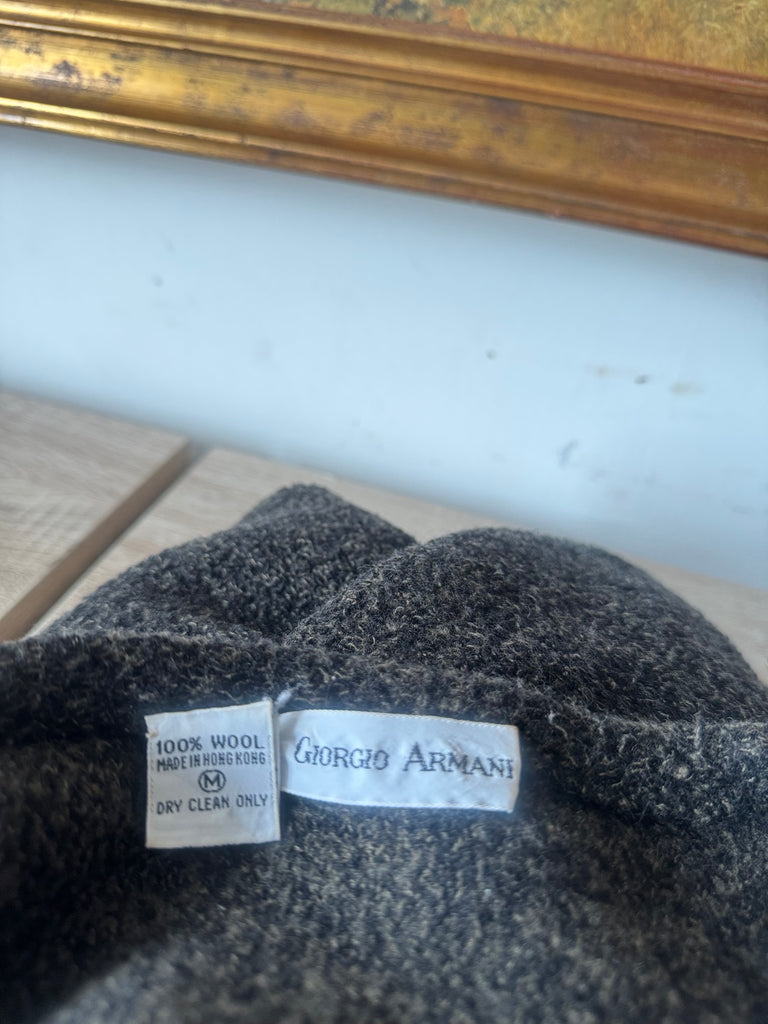 100% WOOL
MADE IN HONG KONG
M
DRY CLEAN ONLY
GIORGIO ARMANI